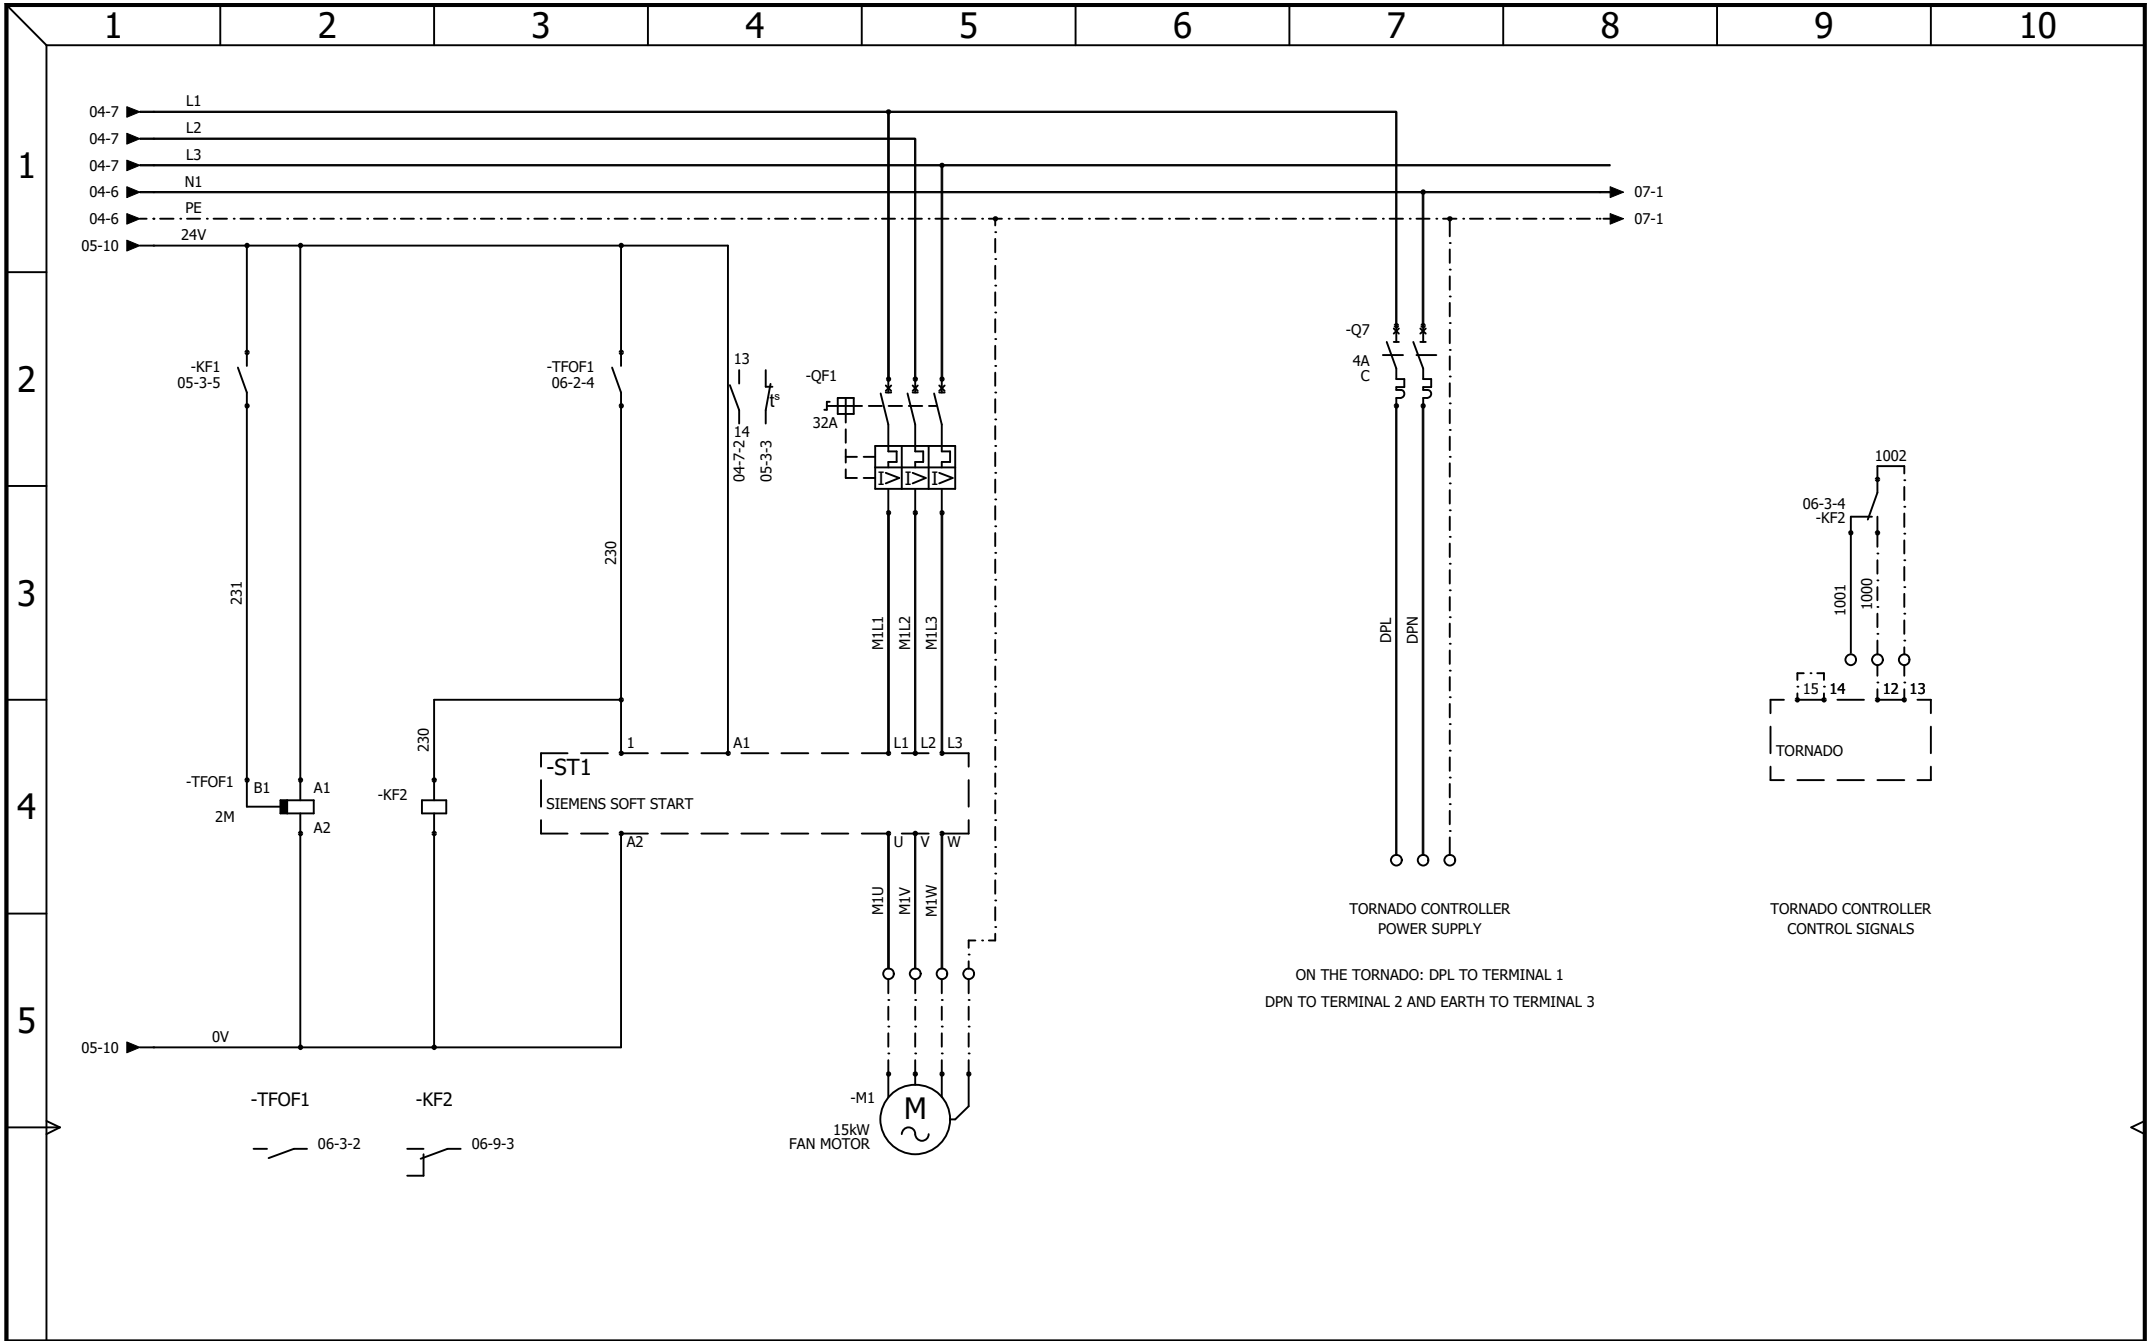 1 2 3 4 5 6 7 8 9 10
1
2
3
4
5
04-7 L1
04-7 L2
04-7 L3
04-6 N1 07-1
04-6 PE 07-1
05-10 24V
-KF1
05-3-5
231
-TFOF1
06-2-4
230
13
14
04-7-2
ts
05-3-3
-QF1
32A
I> I> I>
M1L1
M1L2
M1L3
-Q7
4A
C
DPL
DPN
1002
06-3-4
-KF2
1001
1000
15 14 12 13
TORNADO
-TFOF1
2M
B1
A1
A2
230
-KF2
1 A1 L1 L2 L3
-ST1
SIEMENS SOFT START
A2 U V W
M1U
M1V
M1W
TORNADO CONTROLLER
POWER SUPPLY
TORNADO CONTROLLER
CONTROL SIGNALS
ON THE TORNADO: DPL TO TERMINAL 1
DPN TO TERMINAL 2 AND EARTH TO TERMINAL 3
05-10 0V
-M1
M
15kW
FAN MOTOR
-TFOF1
06-3-2
-KF2
06-9-3